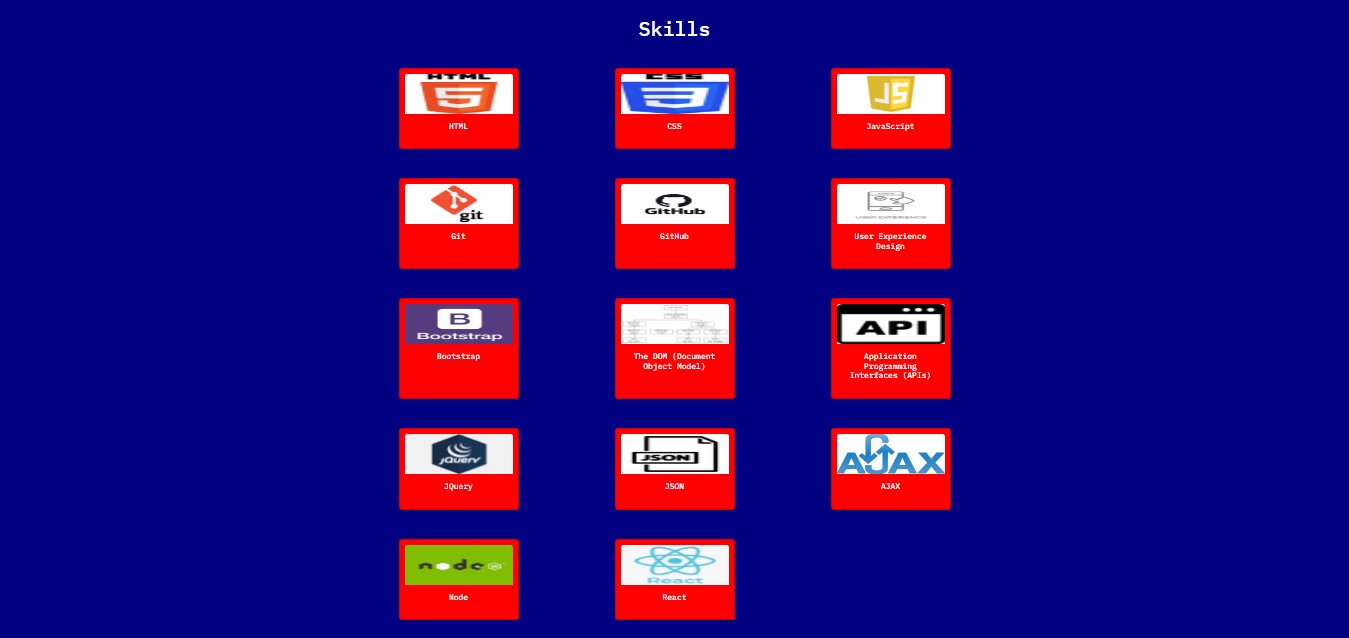 Skills
HTML
HTML
CSS
CSS
JS
JavaScript
git
Git
GitHub
GitHub
USER EXPERIENCE
User Experience
Design
B
Bootstrap
Bootstrap
The DOM (Document
Object Model)
API
Application
Programming
Interfaces (APIs)
jQuery
JQuery
JSON
JSON
AJAX
AJAX
node
JS
Node
React
React